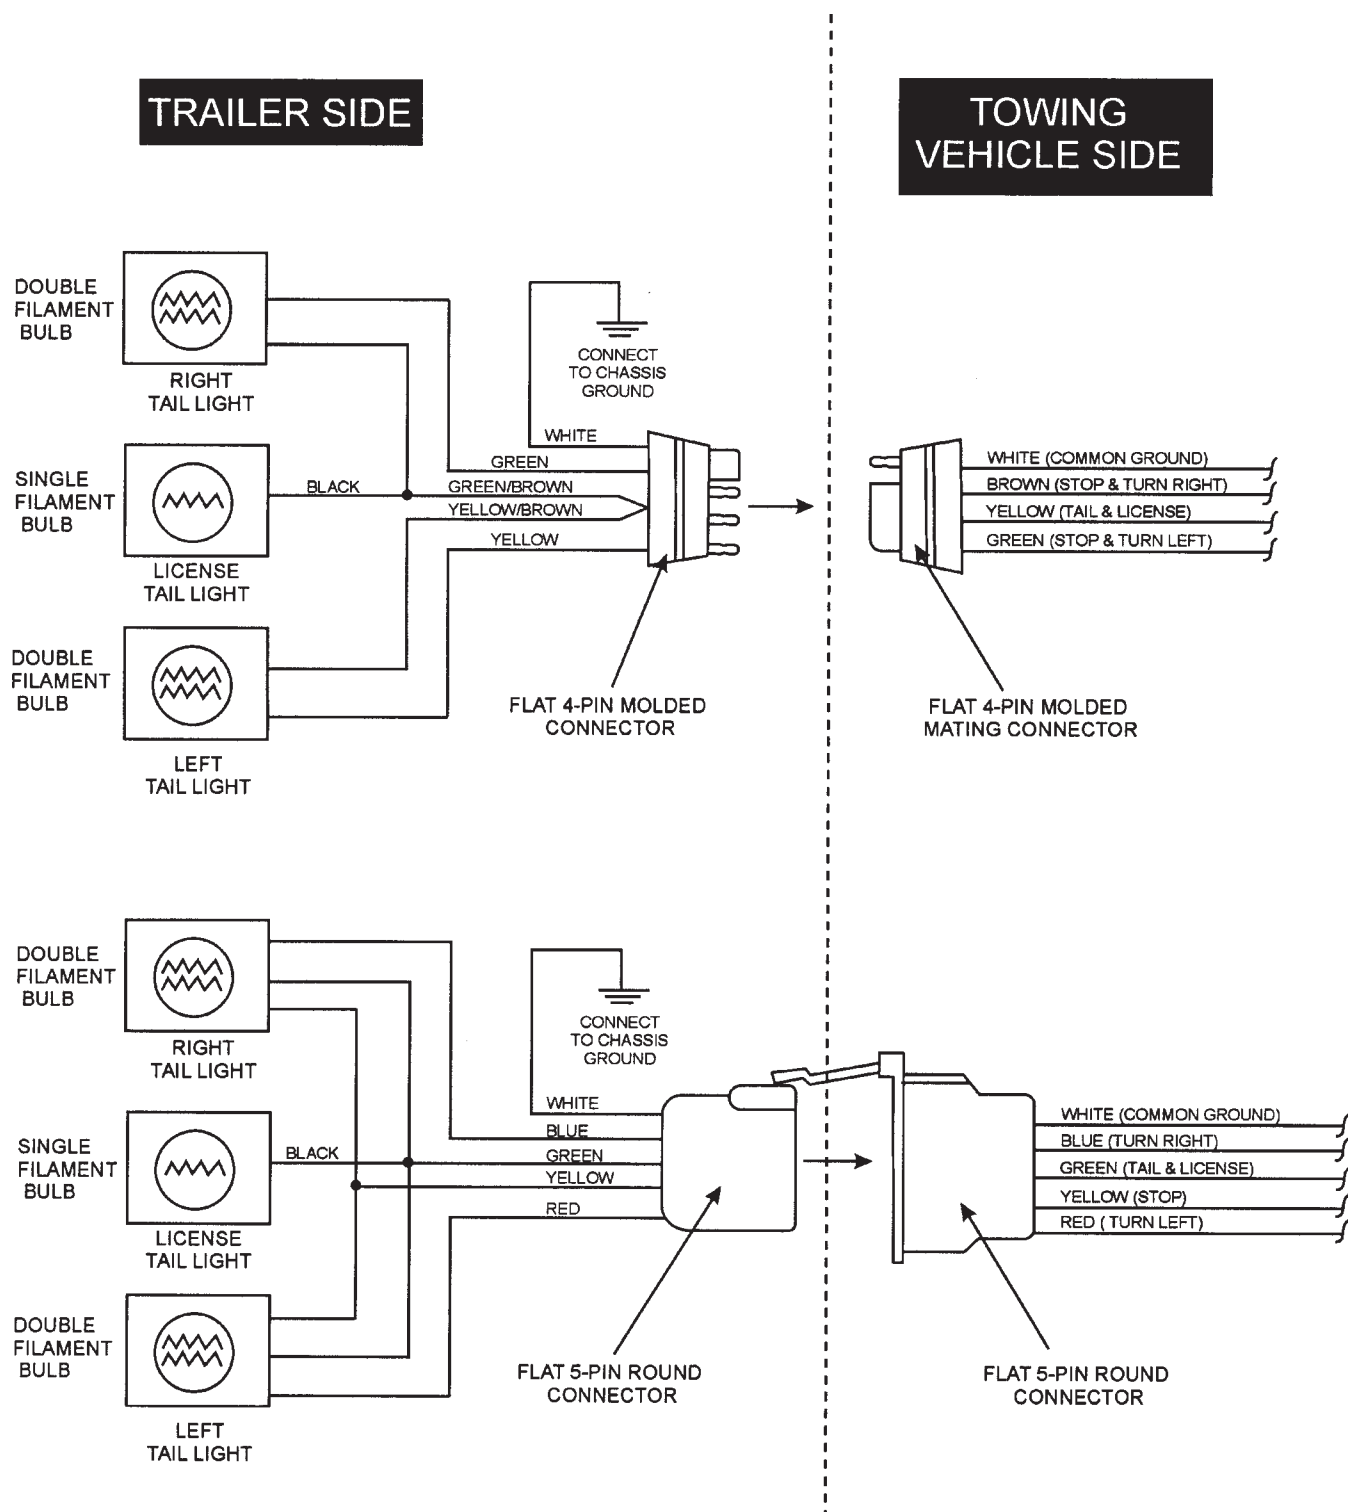 TRAILER SIDE
TOWING
VEHICLE SIDE
DOUBLE
FILAMENT
BULB
RIGHT
TAIL LIGHT
CONNECT
TO CHASSIS
GROUND
WHITE
GREEN
GREEN/BROWN
YELLOW/BROWN
YELLOW
SINGLE
FILAMENT
BULB
BLACK
LICENSE
TAIL LIGHT
WHITE (COMMON GROUND)
BROWN (STOP & TURN RIGHT)
YELLOW (TAIL & LICENSE)
GREEN (STOP & TURN LEFT)
DOUBLE
FILAMENT
BULB
LEFT
TAIL LIGHT
FLAT 4-PIN MOLDED
CONNECTOR
FLAT 4-PIN MOLDED
MATING CONNECTOR
DOUBLE
FILAMENT
BULB
RIGHT
TAIL LIGHT
CONNECT
TO CHASSIS
GROUND
WHITE
BLUE
GREEN
YELLOW
RED
SINGLE
FILAMENT
BULB
BLACK
LICENSE
TAIL LIGHT
WHITE (COMMON GROUND)
BLUE (TURN RIGHT)
GREEN (TAIL & LICENSE)
YELLOW (STOP)
RED ( TURN LEFT)
DOUBLE
FILAMENT
BULB
LEFT
TAIL LIGHT
FLAT 5-PIN ROUND
CONNECTOR
FLAT 5-PIN ROUND
CONNECTOR